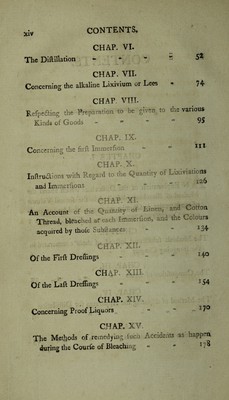 xiv CONTENTS.
CHAP. VI.
The Distillation - - - 52
CHAP. VII.
Concerning the alkaline Lixivium or Lees - 74
CHAP. VIII.
Respecting the Preparation to be given to the various
Kinds of Goods - - - 95
CHAP. IX.
Concerning the first Immersion - - 111
CHAP. X.
Instructions with Regard to the Quantity of Lixiviations
and Immersions - - - 126
CHAP. XI.
An Account of the Quantity of Linen, and Cotton
Thread, bleached at each Immersion, and the Colours
acquired by those Substances - - 134
CHAP. XII.
Of the First Dressings - - - 140
CHAP. XIII.
Of the Last Dressings - - - 154
CHAP. XIV.
Concerning Proof Liquors - - - 170
CHAP. XV.
The Methods of remedying such Accidents as happen
during the Course of Bleaching - - 178